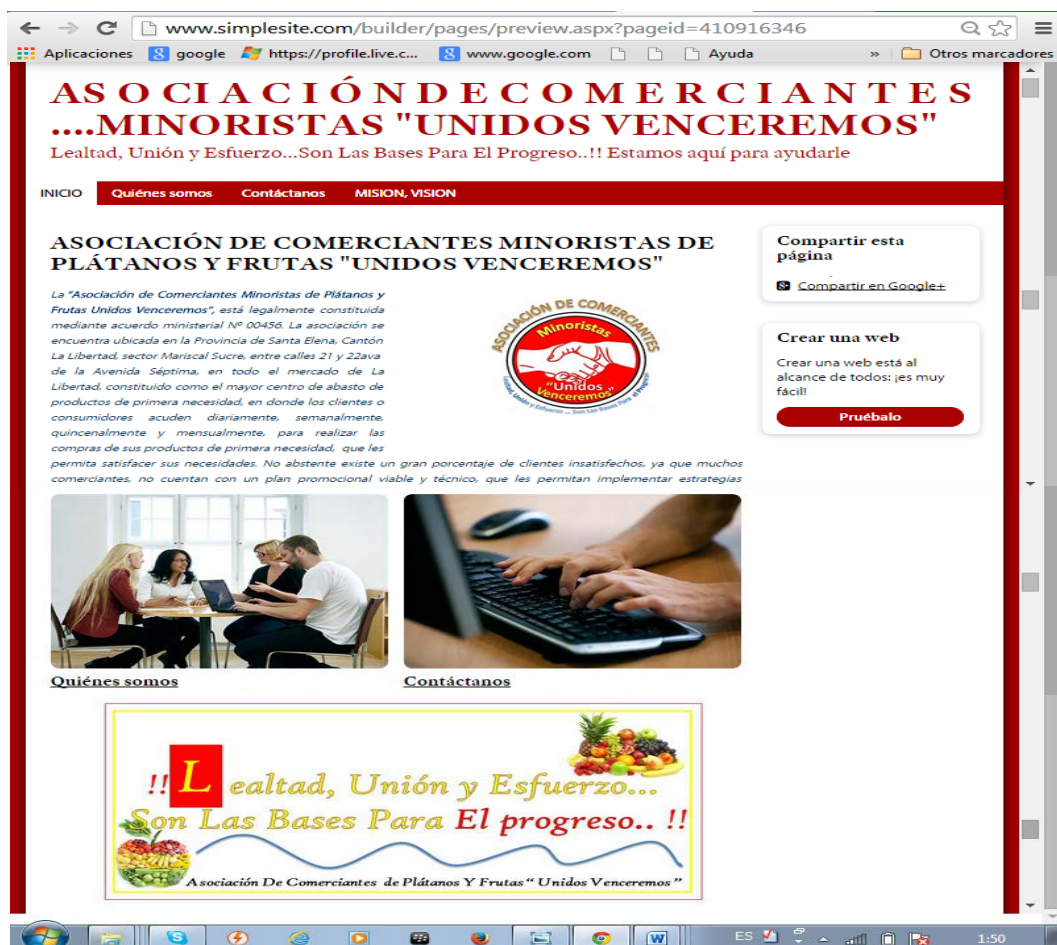 www.simplesite.com/builder/pages/preview.aspx?pageid=410916346
Aplicaciones google https://profile.live.c... www.google.com Ayuda » Otros marcadores
AS O CI A C I Ó N D E C O M E R C I A N T E S
....MINORISTAS "UNIDOS VENCEREMOS"
Lealtad, Unión y Esfuerzo...Son Las Bases Para El Progreso..!! Estamos aquí para ayudarle
INICIO Quiénes somos Contáctanos MISION, VISION
ASOCIACIÓN DE COMERCIANTES MINORISTAS DE
PLÁTANOS Y FRUTAS "UNIDOS VENCEREMOS"
La "Asociación de Comerciantes Minoristas de Plátanos y
Frutas Unidos Venceremos", está legalmente constituida
mediante acuerdo ministerial Nº 00456. La asociación se
encuentra ubicada en la Provincia de Santa Elena, Cantón
La Libertad, sector Mariscal Sucre, entre calles 21 y 22ava
de la Avenida Séptima, en todo el mercado de La
Libertad, constituido como el mayor centro de abasto de
productos de primera necesidad, en donde los clientes o
consumidores acuden diariamente, semanalmente,
quincenalmente y mensualmente, para realizar las
compras de sus productos de primera necesidad, que les
permita satisfacer sus necesidades. No abstente existe un gran porcentaje de clientes insatisfechos, ya que muchos
comerciantes, no cuentan con un plan promocional viable y técnico, que les permitan implementar estrategias
ASOCIACIÓN DE COMERCIANTES
Minoristas
"Unidos
Venceremos"
Lealtad, Unión y Esfuerzo ... Son Las Bases Para el Progreso
Compartir esta
página
Compartir en Google+
Crear una web
Crear una web está al
alcance de todos: ¡es muy
fácil!
Pruébalo
Quiénes somos
Contáctanos
!! Lealtad, Unión y Esfuerzo...
Son Las Bases Para El progreso.. !!
Asociación De Comerciantes de Plátanos Y Frutas " Unidos Venceremos "
ES 1:50